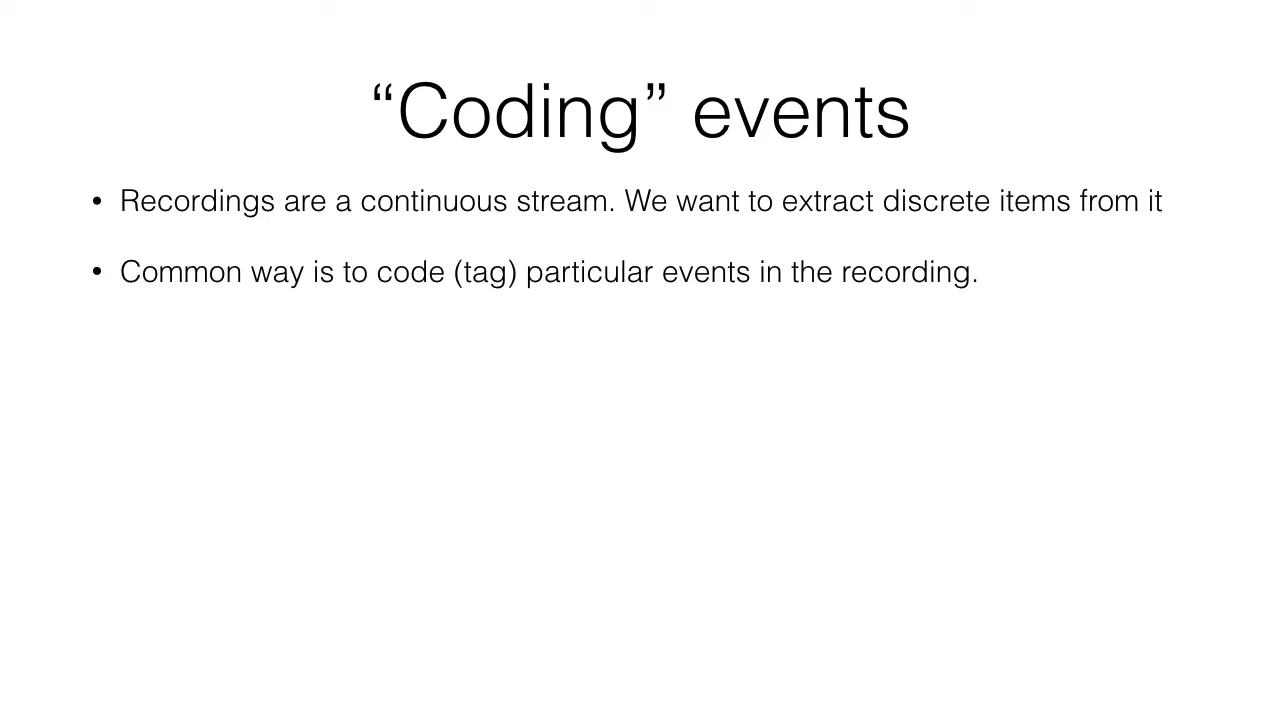 “Coding” events
• Recordings are a continuous stream. We want to extract discrete items from it
• Common way is to code (tag) particular events in the recording.